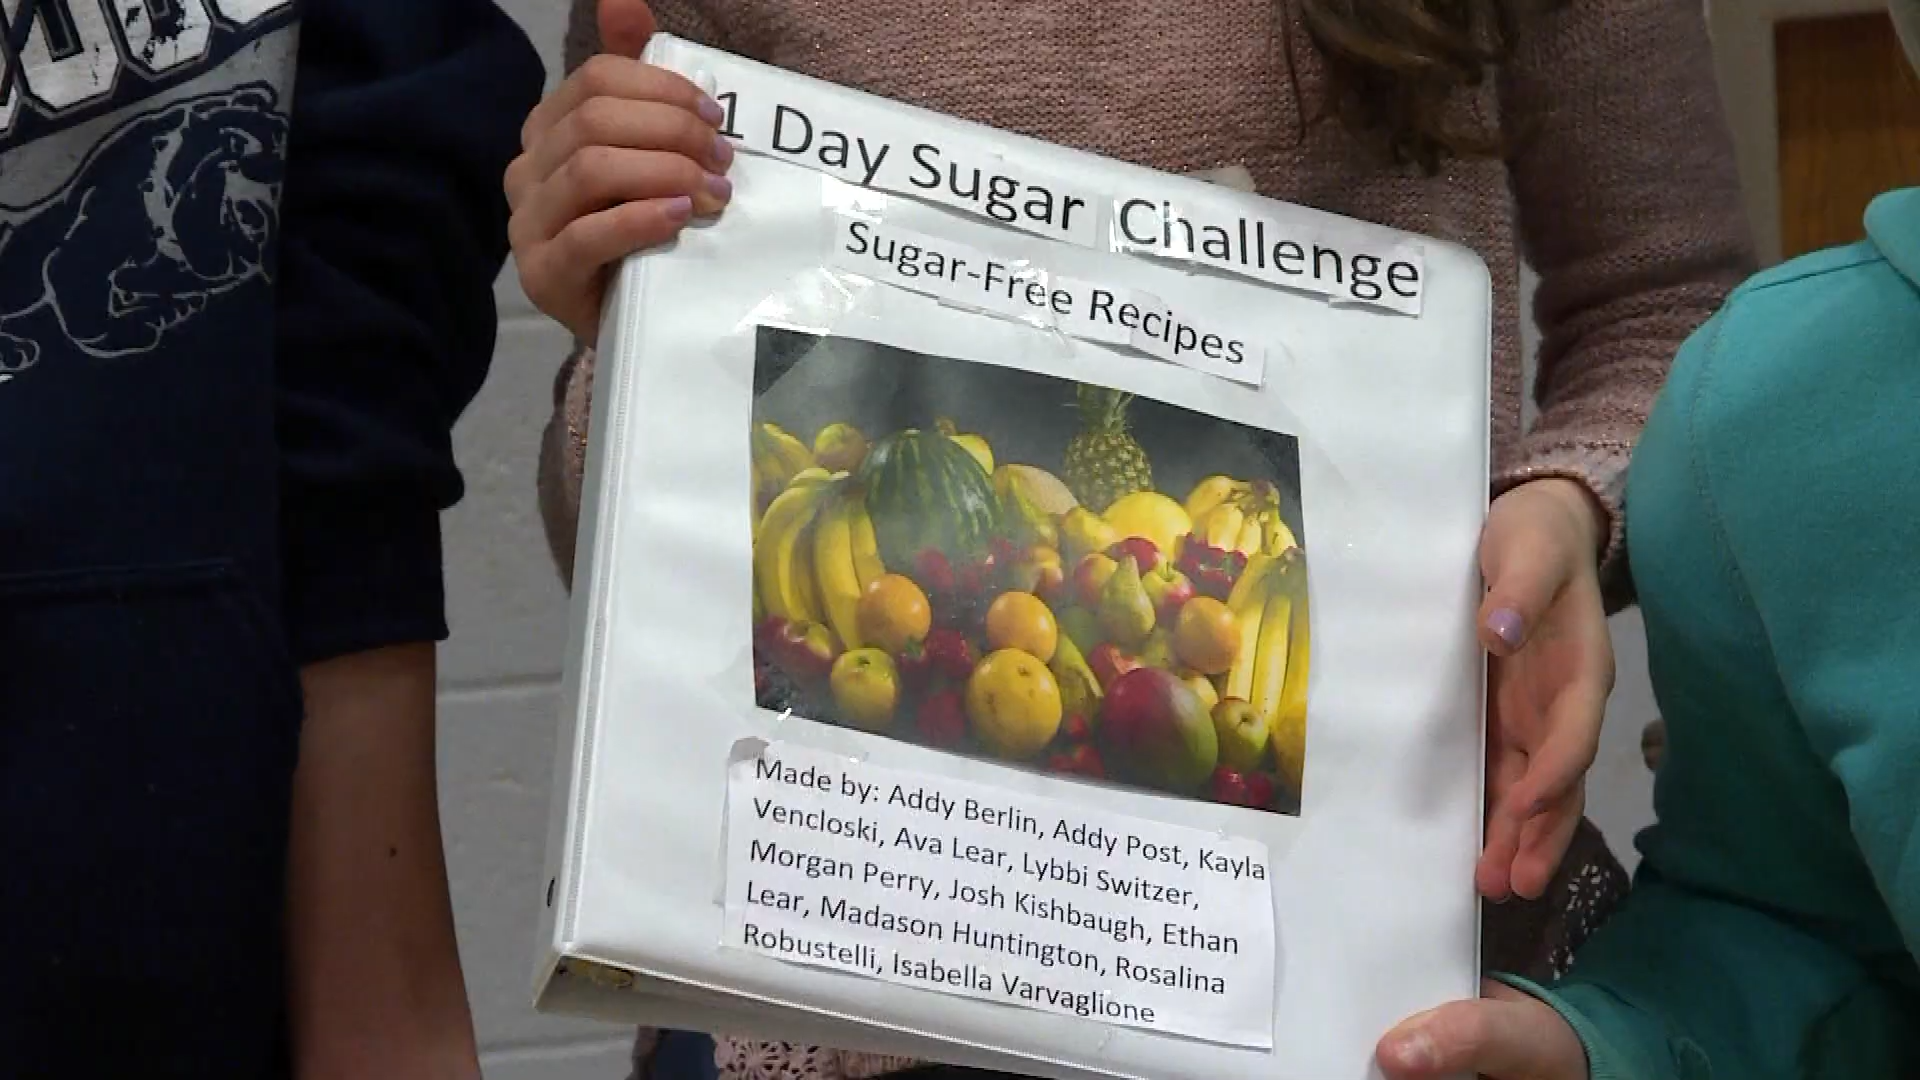 1 Day Sugar Challenge
Sugar-Free Recipes
Made by: Addy Berlin, Addy Post, Kayla
Vencloski, Ava Lear, Lybbi Switzer,
Morgan Perry, Josh Kishbaugh, Ethan
Lear, Madason Huntington, Rosalina
Robustelli, Isabella Varvaglione